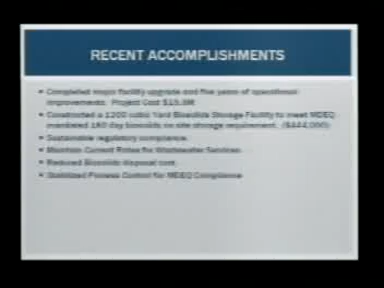 RECENT ACCOMPLISHMENTS
• Completed major facility upgrade and five years of operational
improvements. Project Cost
• Constructed a 1200 cubic Yard Biosolids Storage Facility to meet MDEQ
mandated 180 day biosolids on site storage requirement. ($444,000)
• Sustainable regulatory compliance.
• Maintain Current Rates for Wastewater Services
• Reduced Biosolids disposal cost
• Stabilized Process Control for MDEQ Compliance